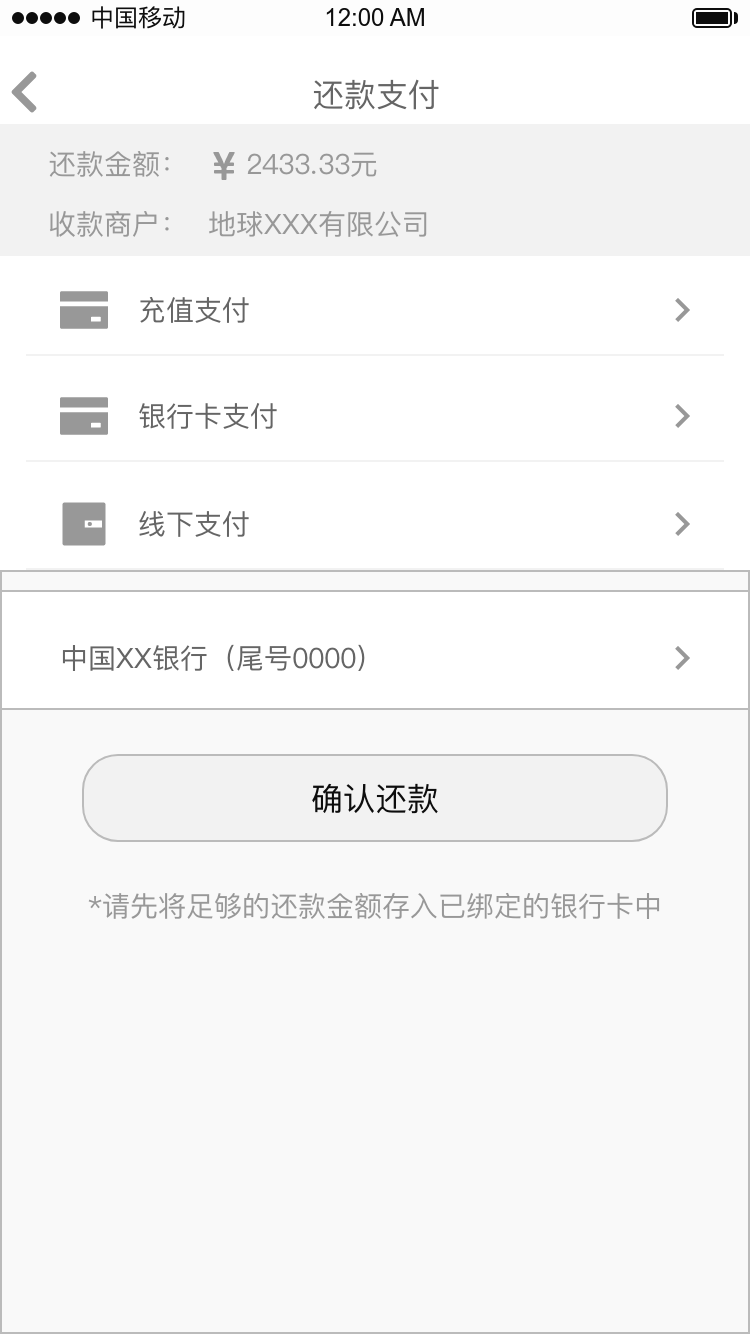 中国移动 12:00 AM
还款支付
还款金额： ¥ 2433.33元
收款商户： 地球XXX有限公司
充值支付
银行卡支付
线下支付
中国XX银行（尾号0000）
确认还款
*请先将足够的还款金额存入已绑定的银行卡中